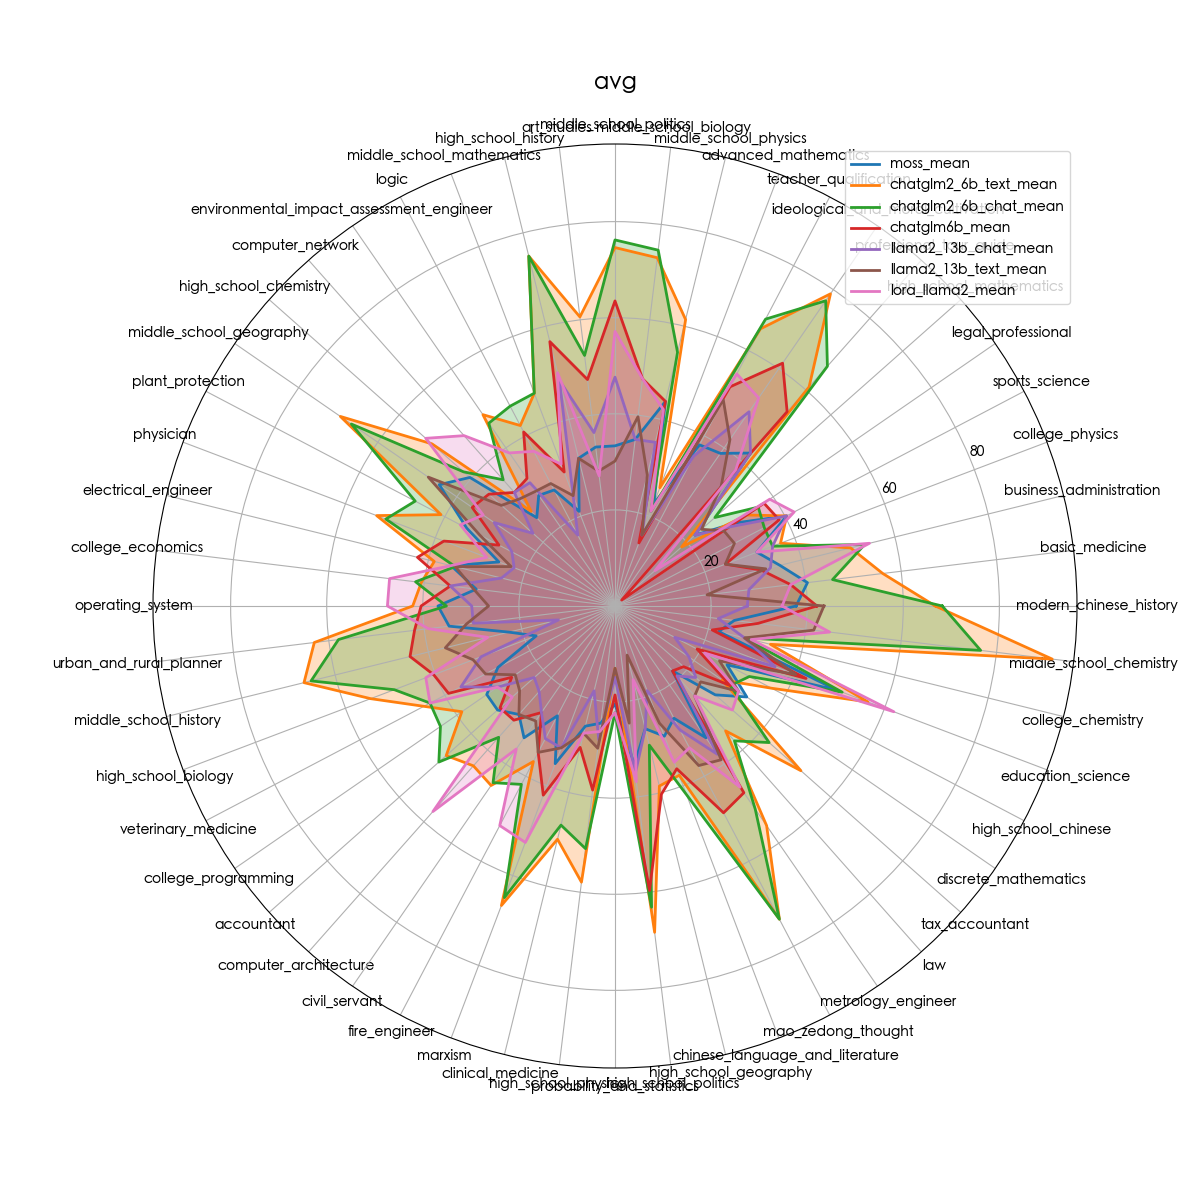 avg
middle_school_politics
art_studies
middle_school_biology
high_school_history
middle_school_physics
middle_school_mathematics
advanced_mathematics
moss_mean
chatglm2_6b_text_mean
chatglm2_6b_chat_mean
chatglm6b_mean
llama2_13b_chat_mean
llama2_13b_text_mean
lora_llama2_mean
logic
teacher_qualification
environmental_impact_assessment_engineer
computer_network
high_school_chemistry
high_school_mathematics
middle_school_geography
legal_professional
plant_protection
sports_science
physician
college_physics
80
electrical_engineer
60
business_administration
40
college_economics
20
basic_medicine
operating_system
modern_chinese_history
urban_and_rural_planner
middle_school_chemistry
middle_school_history
college_chemistry
high_school_biology
education_science
veterinary_medicine
high_school_chinese
college_programming
discrete_mathematics
accountant
tax_accountant
computer_architecture
law
civil_servant
metrology_engineer
fire_engineer
mao_zedong_thought
marxism
chinese_language_and_literature
clinical_medicine
high_school_geography
high_school_physics
high_school_politics
probability_and_statistics